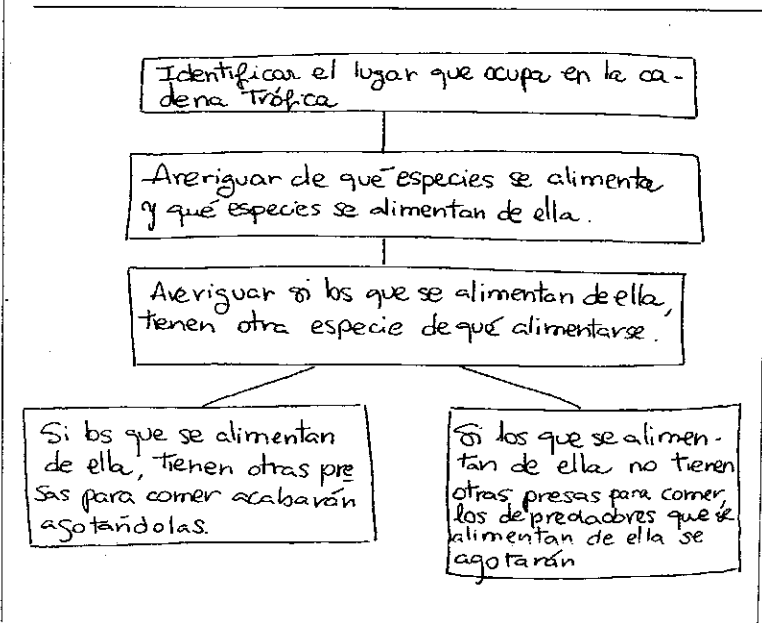 Identificar el lugar que ocupa en la ca-
dena Trófica
Averiguar de qué especies se alimenta
y qué especies se alimentan de ella.
Averiguar si los que se alimentan de ella,
tienen otra especie de qué alimentarse.
Si los que se alimentan
de ella, tienen otras pre
sas para comer acabarán
agotándolas.
Si los que se alimen-
tan de ella no tienen
otras presas para comer,
los depredadores que se
alimentan de ella se
agotarán